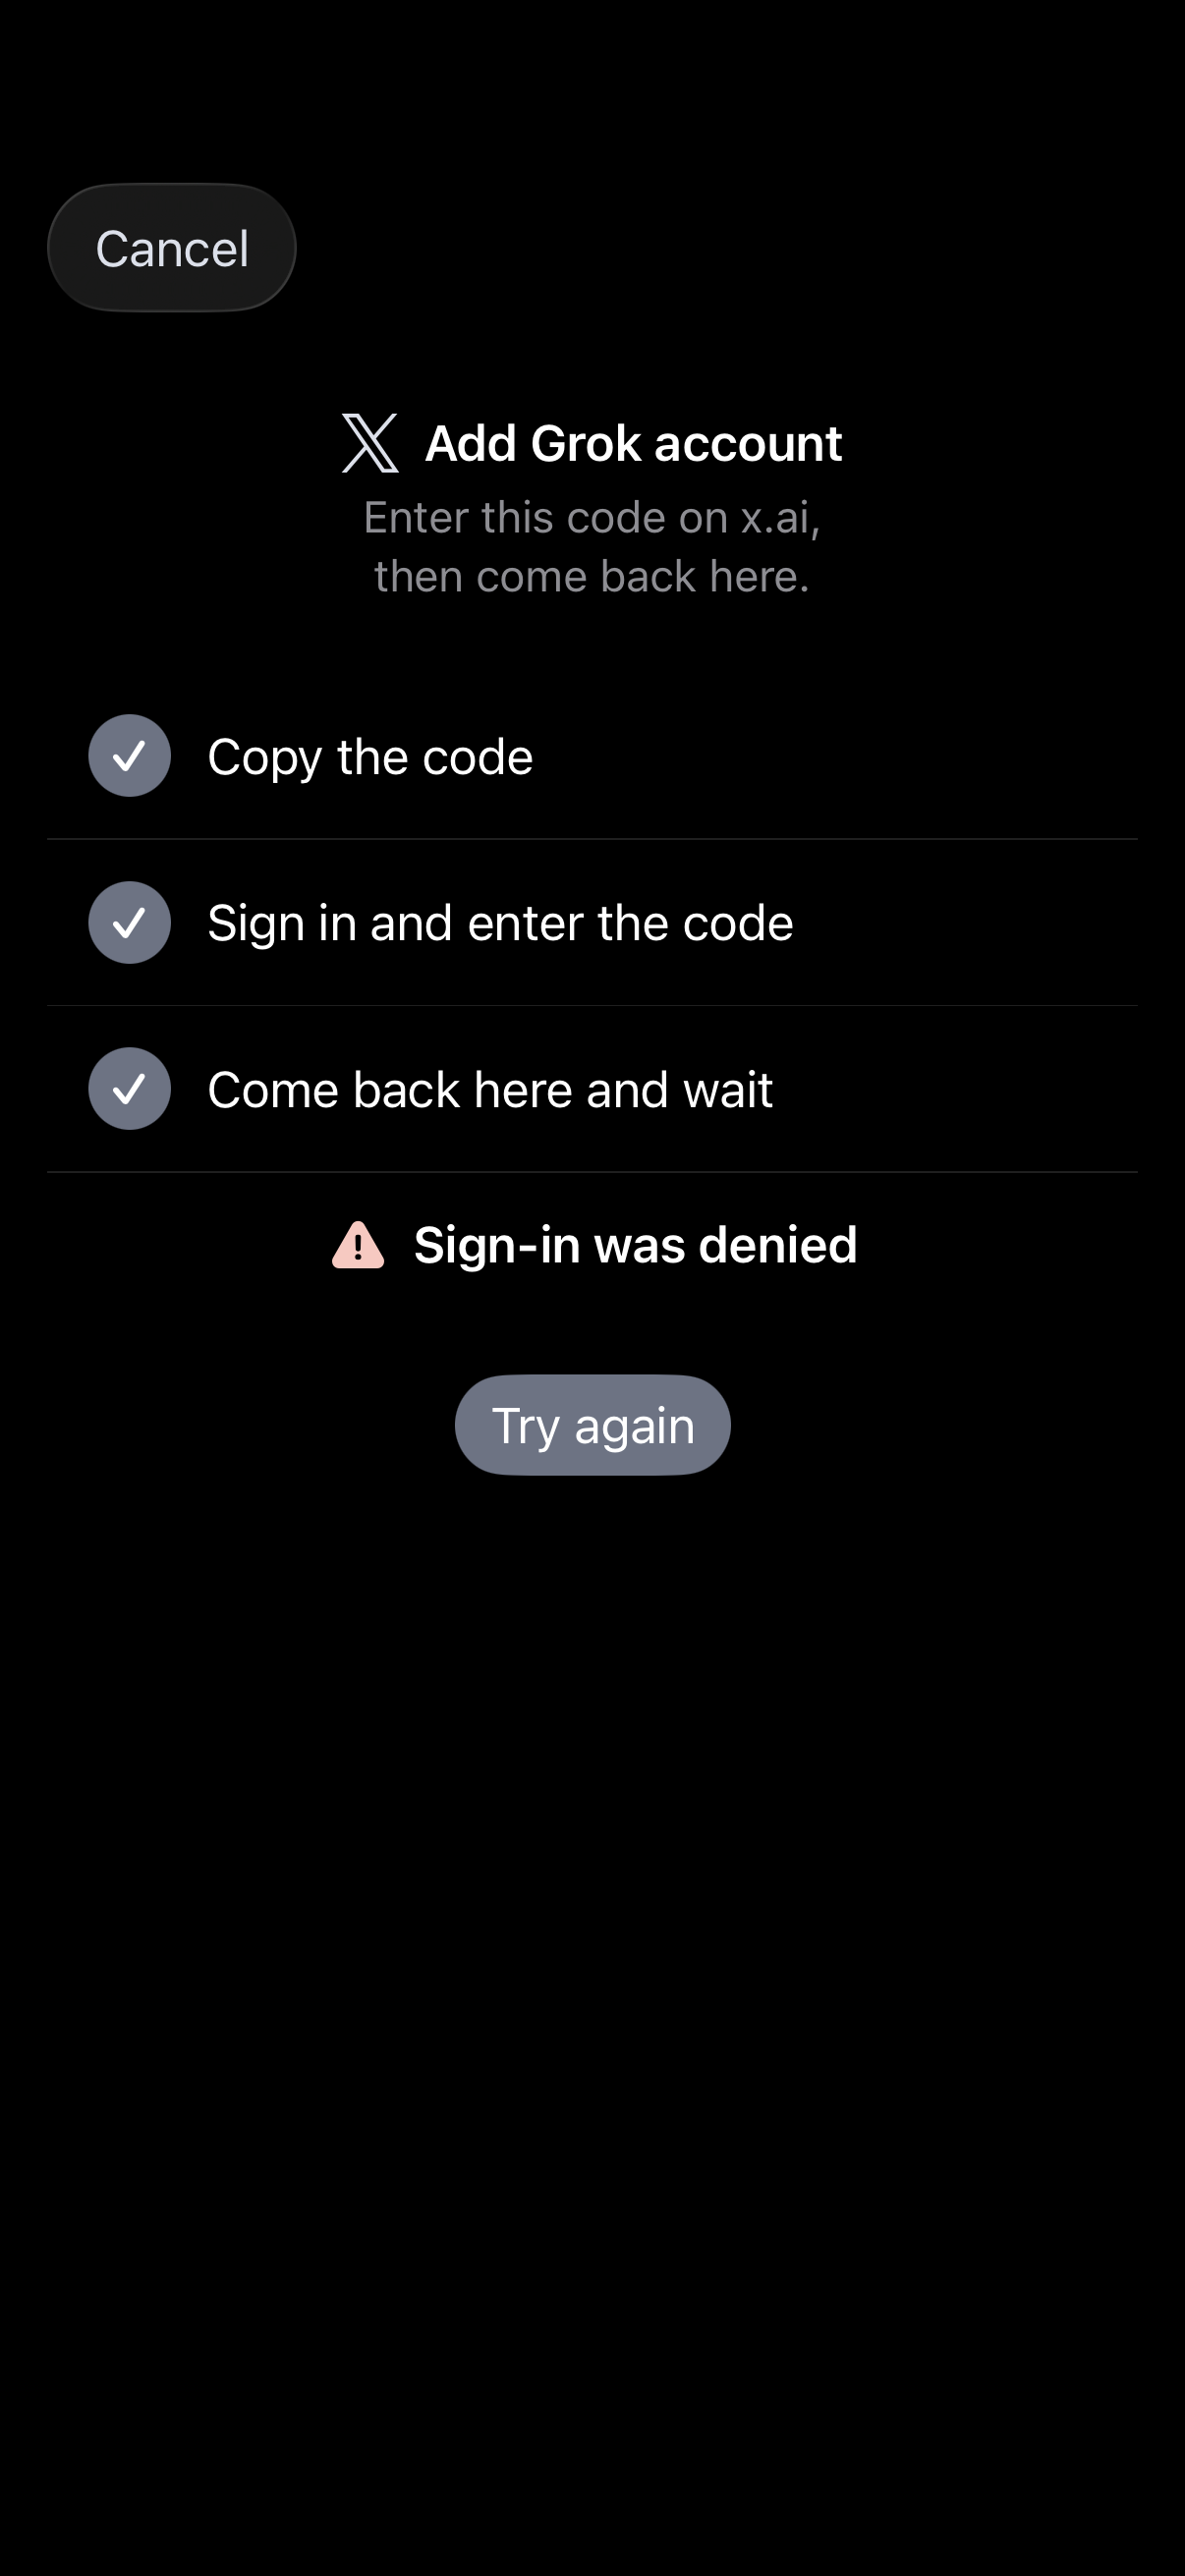 Cancel
Add Grok account
Enter this code on x.ai,
then come back here.
Copy the code
Sign in and enter the code
Come back here and wait
Sign-in was denied
Try again